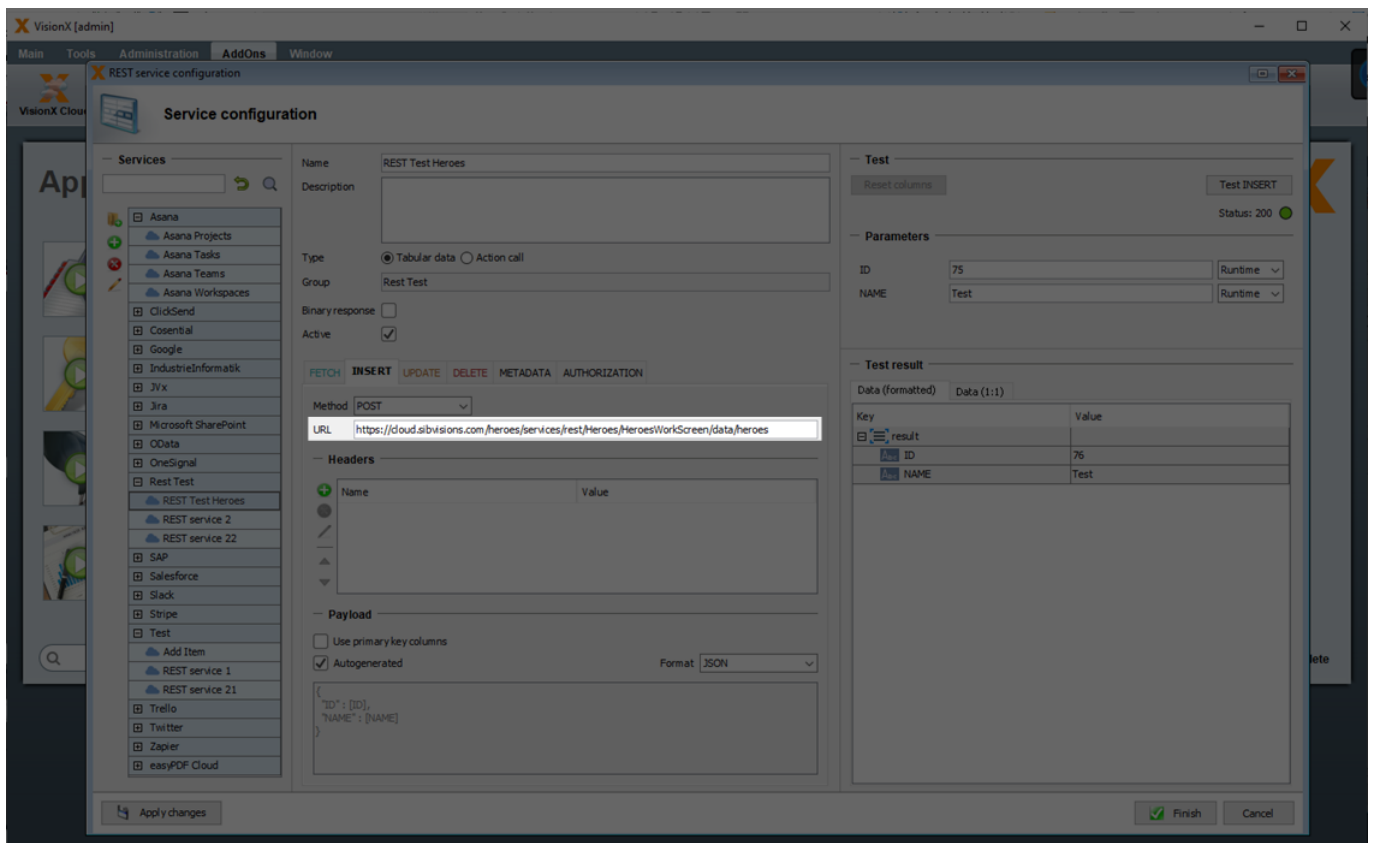 VisionX [admin]
Main Tools Administration AddOns Window
REST service configuration
VisionX Clou
Service configuration
App
Services
Asana
Asana Projects
Asana Tasks
Asana Teams
Asana Workspaces
ClickSend
Cosential
Google
IndustrieInformatik
JVx
Jira
Microsoft SharePoint
OData
OneSignal
Rest Test
REST Test Heroes
REST service 2
REST service 22
SAP
Salesforce
Slack
Stripe
Test
Add Item
REST service 1
REST service 21
Trello
Twitter
Zapier
easyPDF Cloud
Name REST Test Heroes
Description
Type Tabular data Action call
Group Rest Test
Binary response
Active
FETCH INSERT UPDATE DELETE METADATA AUTHORIZATION
Method POST
URL https://cloud.sibvisions.com/heroes/services/rest/Heroes/HeroesWorkScreen/data/heroes
Headers
Name Value
Payload
Use primary key columns
Autogenerated Format JSON
{
"ID" : [ID],
"NAME" : [NAME]
}
Test
Reset columns Test INSERT
Status: 200
Parameters
ID 75 Runtime
NAME Test Runtime
Test result
Data (formatted) Data (1:1)
Key Value
result
Abc ID 76
Abc NAME Test
lete
Apply changes Finish Cancel